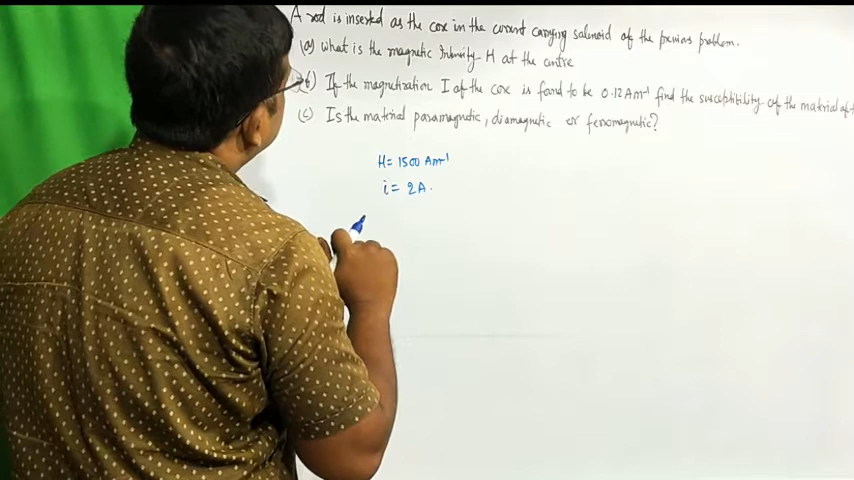 A rod is inserted as the core in the current carrying salenoid of the previous problem.
(a) what is the magnetic Intensity H at the centre
(b) If the magnetization I of the core is found to be 0.12 Am⁻¹ find the susceptibility of the material of the
(c) Is the material paramagnetic, diamagnetic or ferromagnetic?
H = 1500 Am⁻¹
i = 2A.